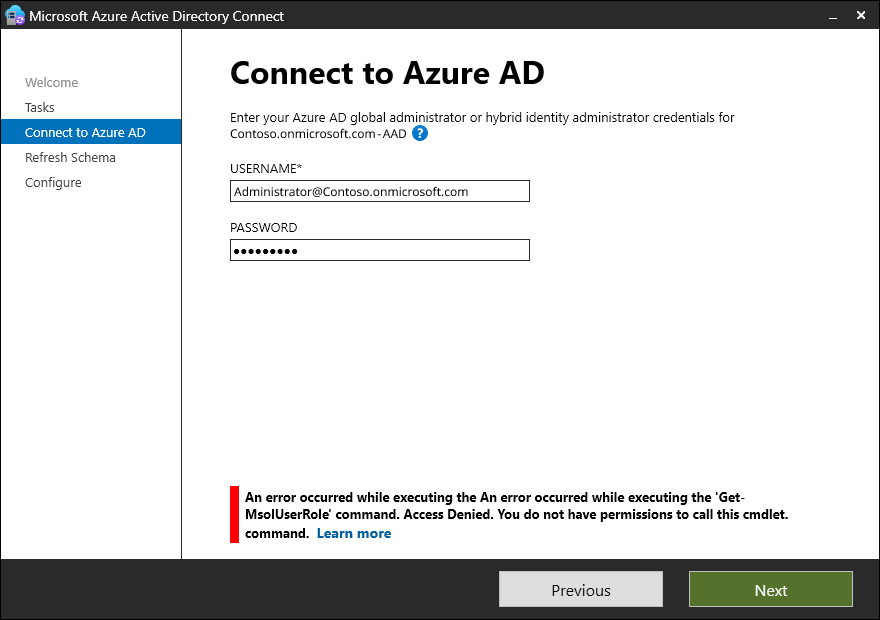 Microsoft Azure Active Directory Connect
Welcome
Tasks
Connect to Azure AD
Refresh Schema
Configure
Connect to Azure AD
Enter your Azure AD global administrator or hybrid identity administrator credentials for
Contoso.onmicrosoft.com-AAD ?
USERNAME*
Administrator@Contoso.onmicrosoft.com
PASSWORD
●●●●●●●●●
An error occurred while executing the An error occurred while executing the 'Get-
MsolUserRole' command. Access Denied. You do not have permissions to call this cmdlet.
command. Learn more
Previous
Next